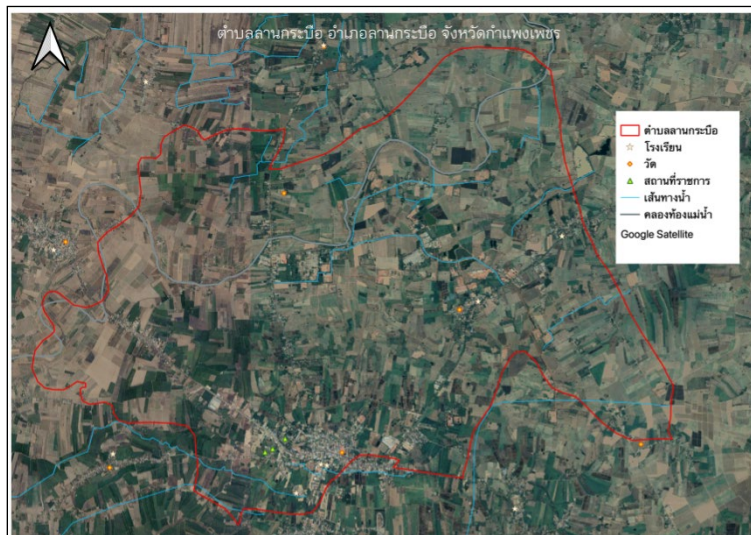 ตำบลลานกระบือ อำเภอลานกระบือ จังหวัดกำแพงเพชร
ตำบลลานกระบือ
โรงเรียน
วัด
สถานที่ราชการ
เส้นทางน้ำ
คลองท้องแม่น้ำ
Google Satellite